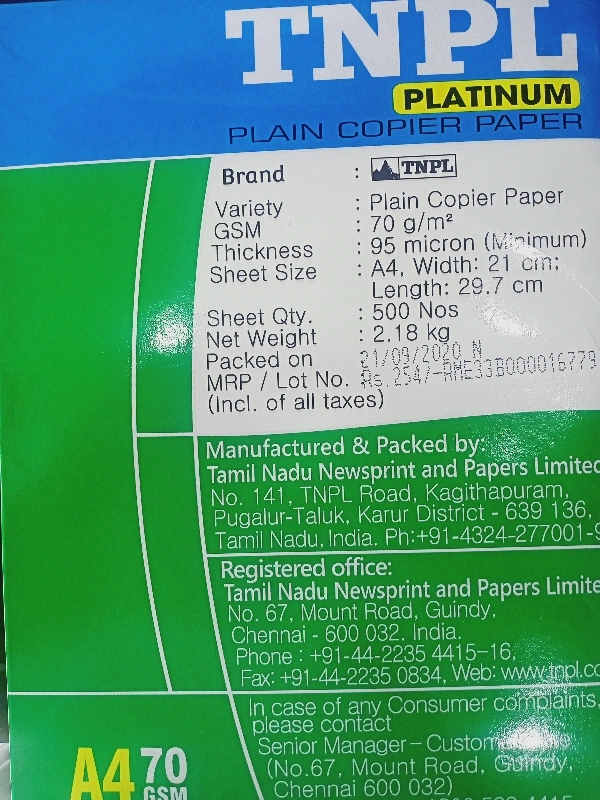 TNPL
PLATINUM
PLAIN COPIER PAPER
Brand : TNPL
Variety : Plain Copier Paper
GSM : 70 g/m²
Thickness : 95 micron (Minimum)
Sheet Size : A4, Width: 21 cm;
Length: 29.7 cm
Sheet Qty. : 500 Nos
Net Weight : 2.18 kg
Packed on 21/09/2020 N
MRP / Lot No. Rs.254/-RME33B000016779
(Incl. of all taxes)
Manufactured & Packed by:
Tamil Nadu Newsprint and Papers Limited
No. 141, TNPL Road, Kagithapuram,
Pugalur-Taluk, Karur District - 639 136,
Tamil Nadu, India. Ph:+91-4324-277001-9
Registered office:
Tamil Nadu Newsprint and Papers Limite
No. 67, Mount Road, Guindy,
Chennai - 600 032. India.
Phone : +91-44-2235 4415-16,
Fax: +91-44-2235 0834, Web: www.tnpl.co
In case of any Consumer complaints,
please contact
Senior Manager – Custom
(No.67, Mount Road, Guindy,
Chennai 600 032)
A4 70
GSM